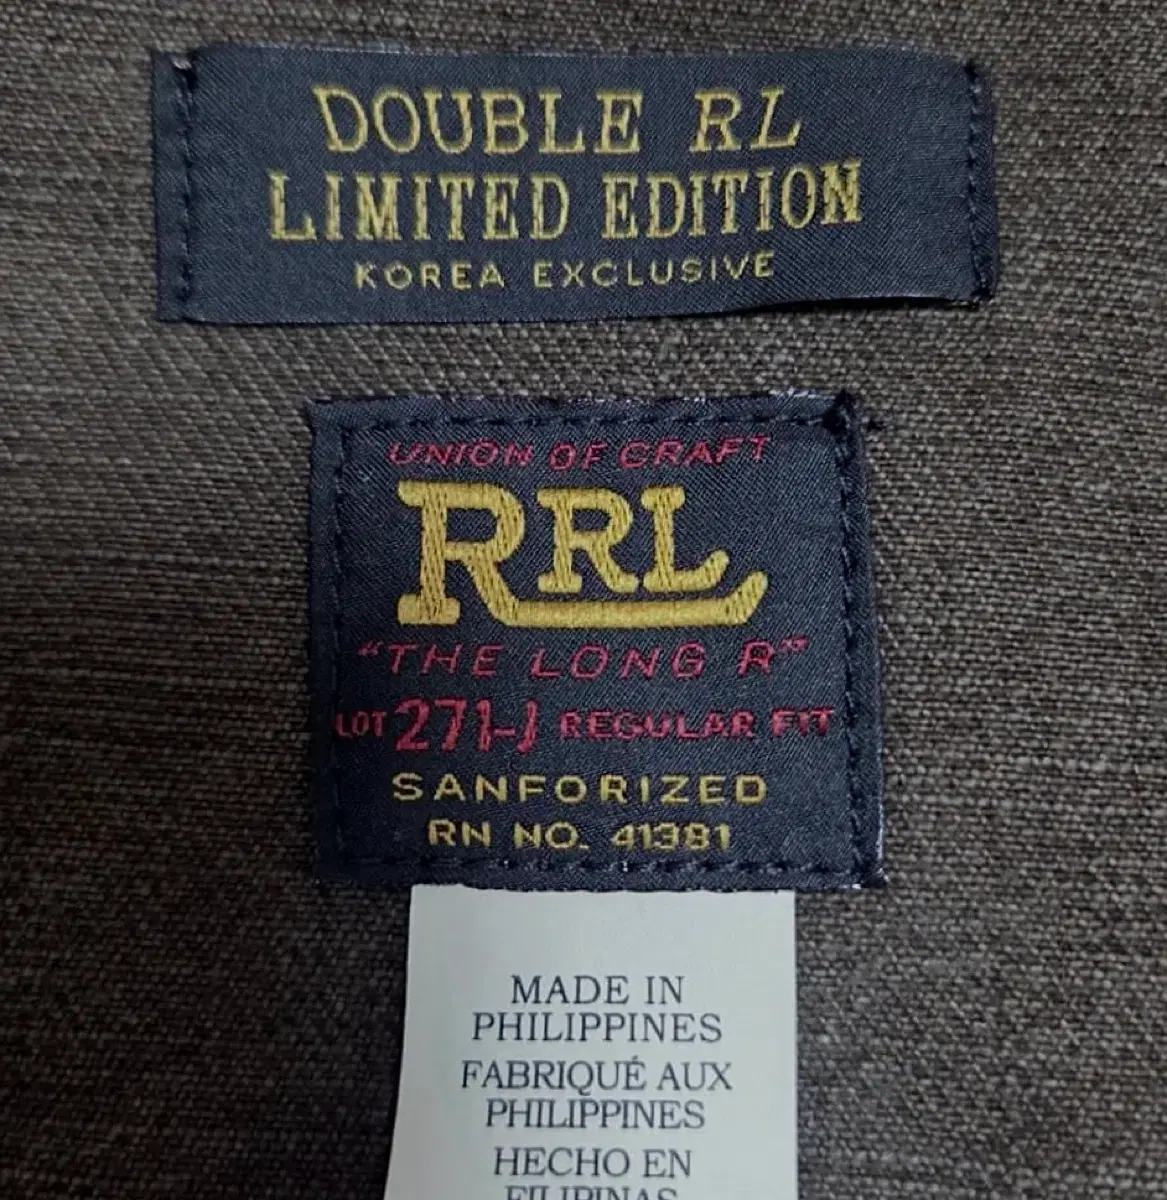 DOUBLE RL
LIMITED EDITION
KOREA EXCLUSIVE
UNION OF CRAFT
RRL
"THE LONG R"
LOT 271-J REGULAR FIT
SANFORIZED
RN NO. 41381
MADE IN
PHILIPPINES
FABRIQUÉ AUX
PHILIPPINES
HECHO EN
FILIPINAS